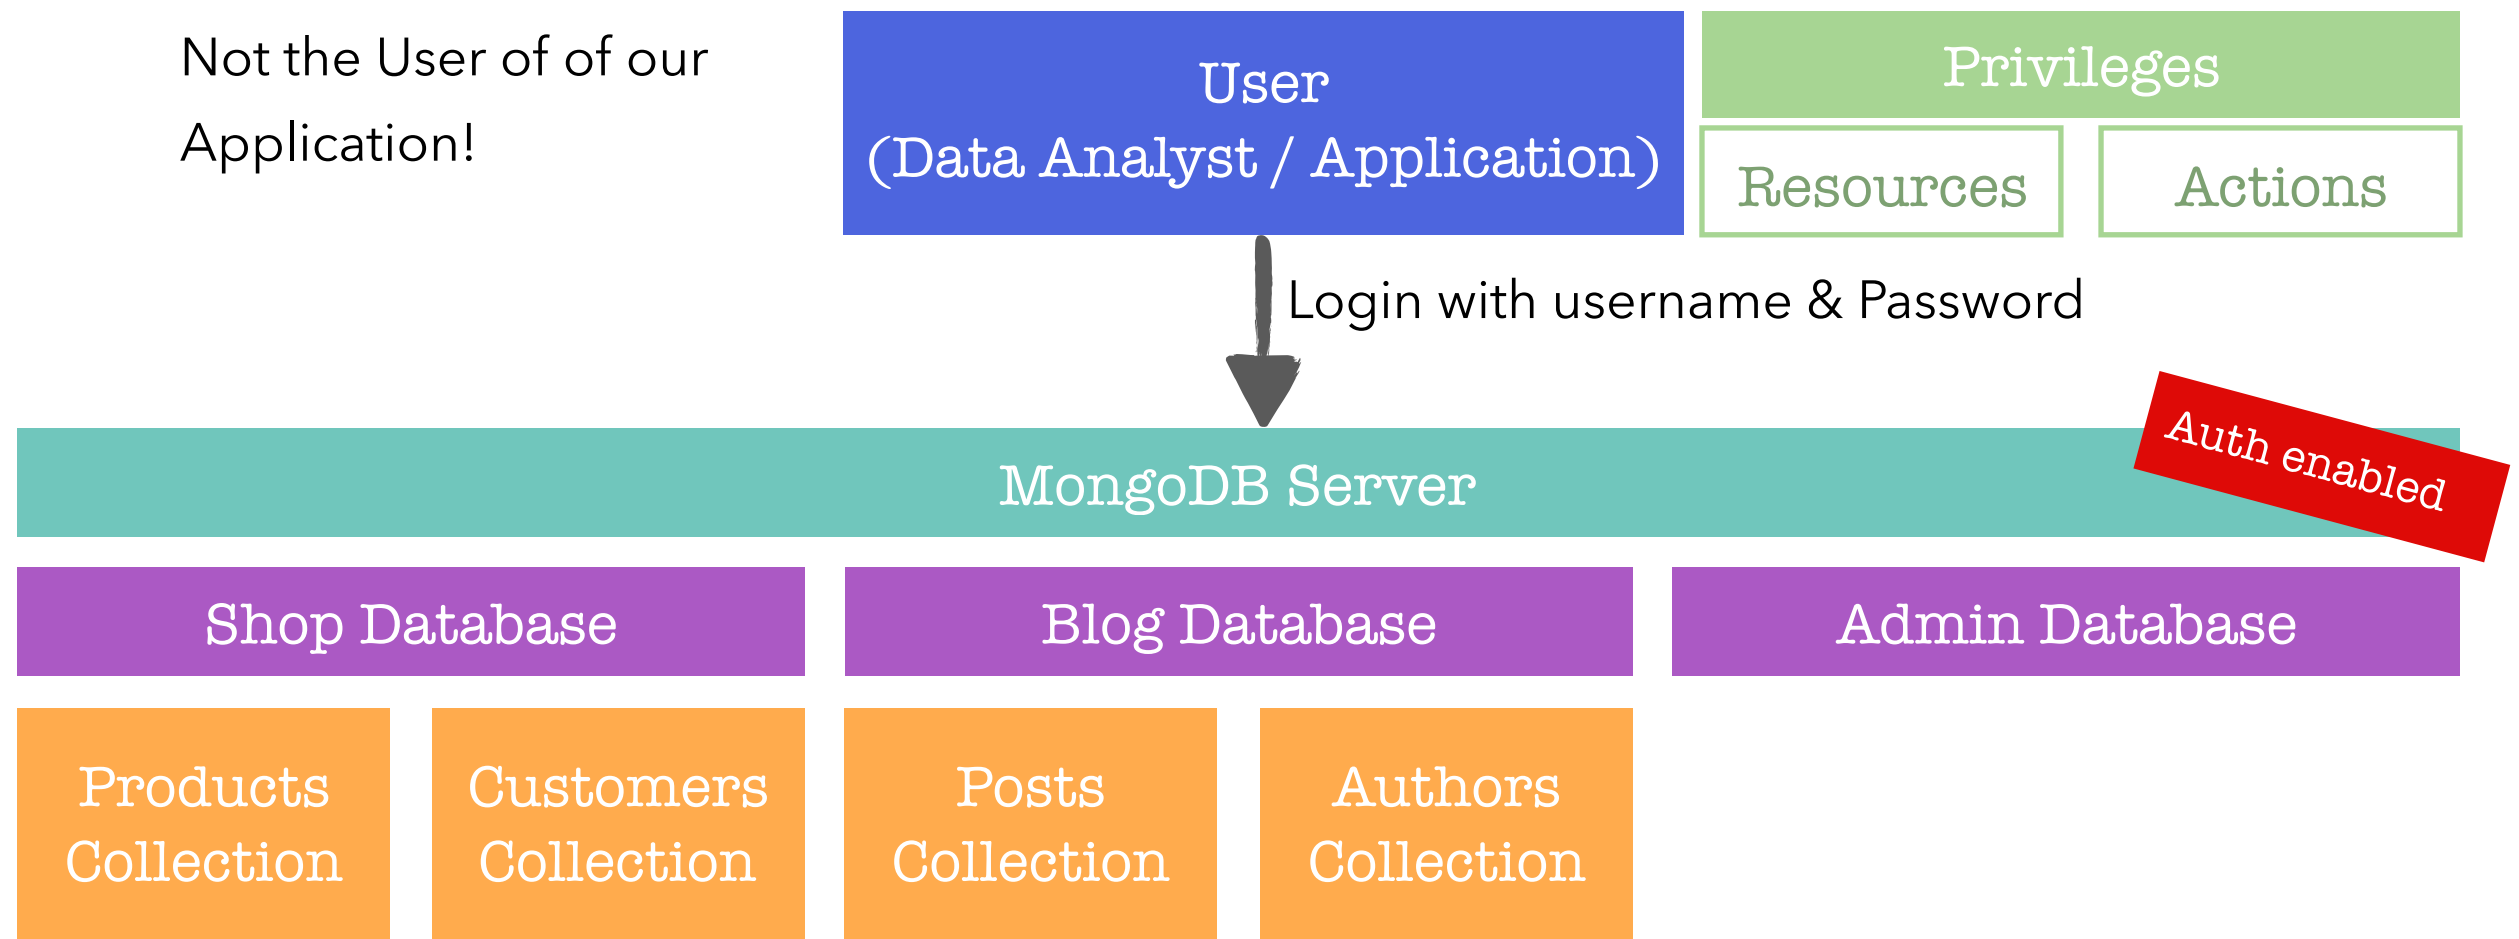 Not the User of of our
Application!
User
(Data Analyst / Application)
Privileges
Resources
Actions
Login with username & Password
MongoDB Server
Auth enabled
Shop Database
Blog Database
Admin Database
Products
Collection
Customers
Collection
Posts
Collection
Authors
Collection